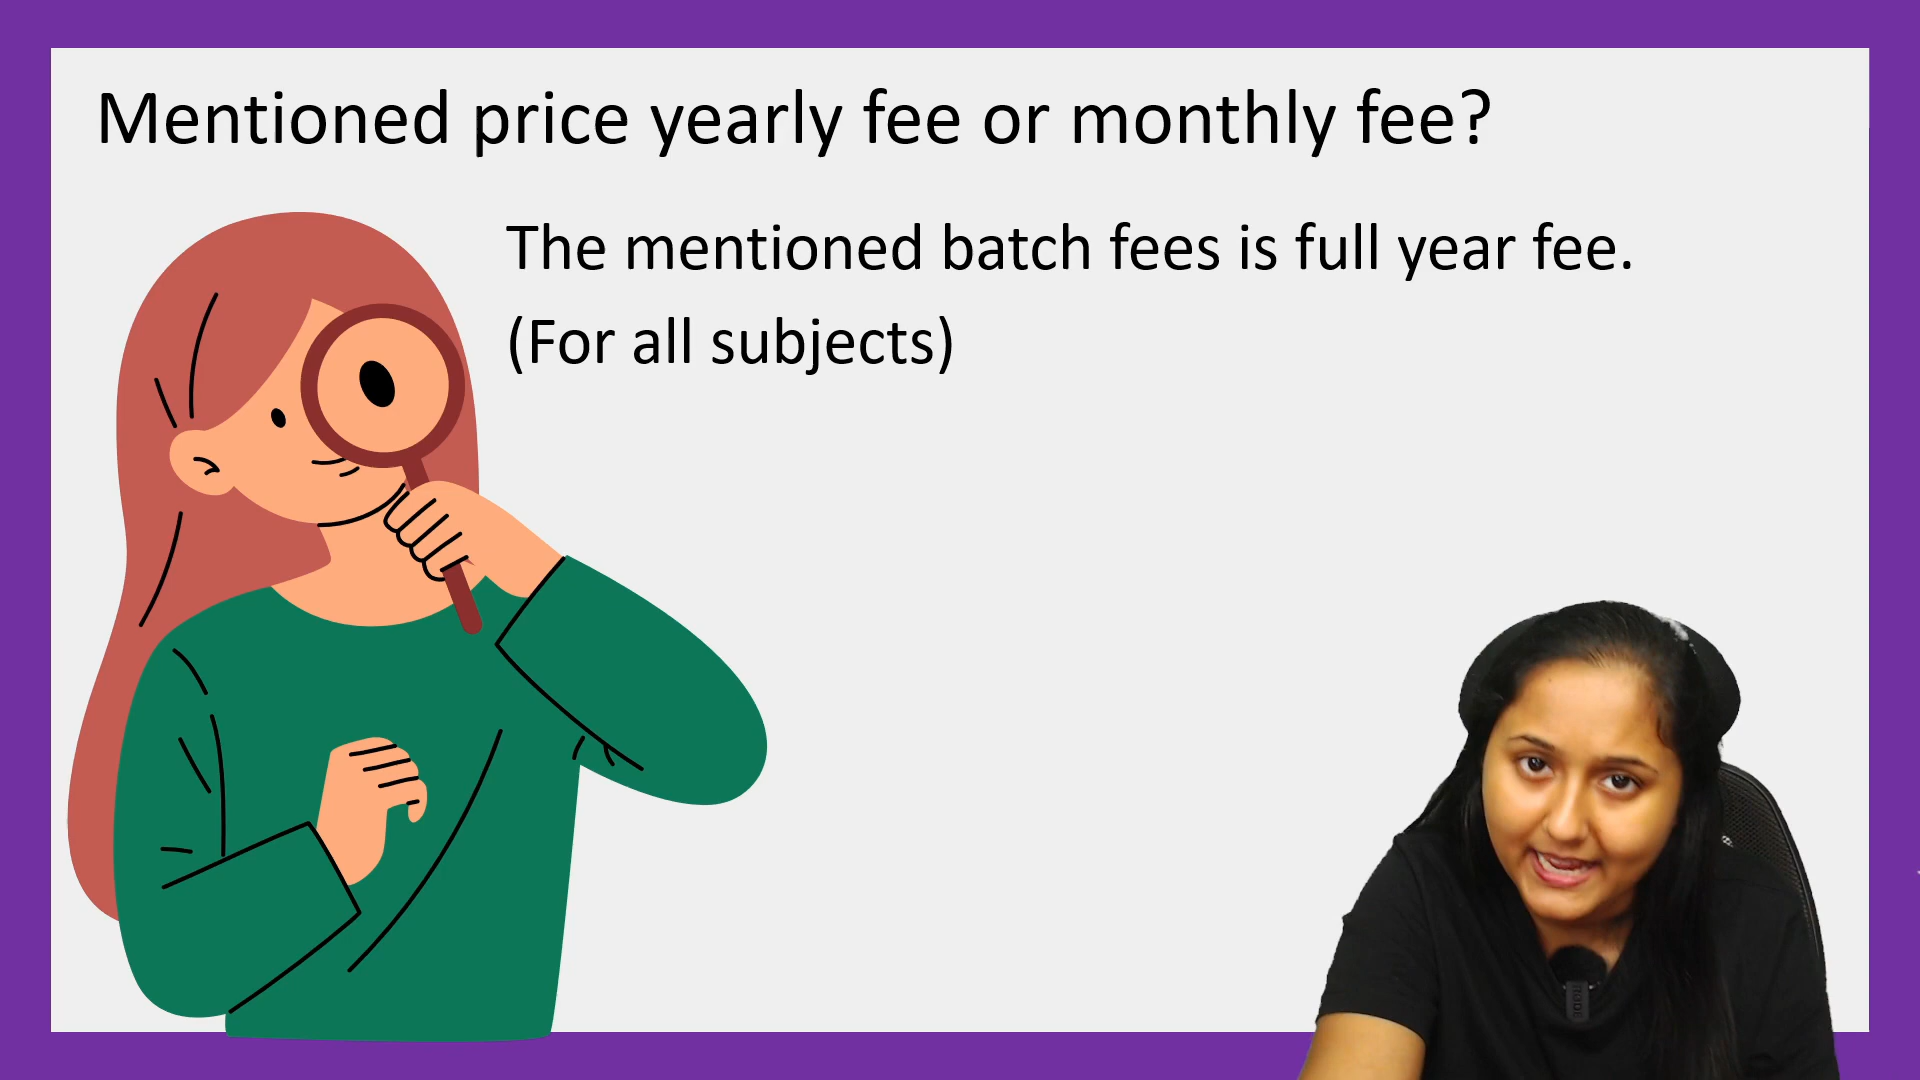 Mentioned price yearly fee or monthly fee?
The mentioned batch fees is full year fee.
(For all subjects)